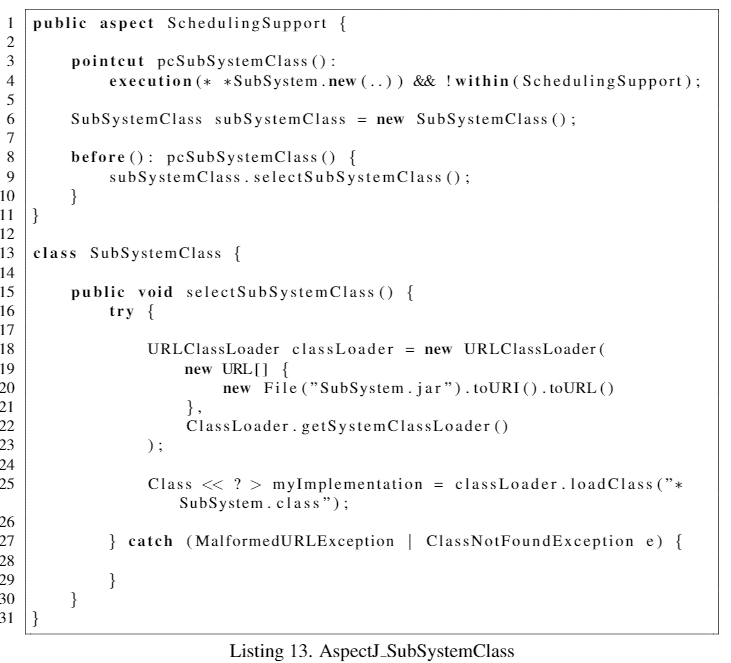 1 public aspect SchedulingSupport {
2
3 pointcut pcSubSystemClass():
4 execution(* *SubSystem.new(..)) && !within(SchedulingSupport);
5
6 SubSystemClass subSystemClass = new SubSystemClass();
7
8 before(): pcSubSystemClass() {
9 subSystemClass.selectSubSystemClass();
10 }
11 }
12
13 class SubSystemClass {
14
15 public void selectSubSystemClass() {
16 try {
17
18 URLClassLoader classLoader = new URLClassLoader(
19 new URL[] {
20 new File("SubSystem.jar").toURI().toURL()
21 },
22 ClassLoader.getSystemClassLoader()
23 );
24
25 Class << ? > myImplementation = classLoader.loadClass("*
SubSystem.class");
26
27 } catch (MalformedURLException | ClassNotFoundException e) {
28
29 }
30 }
31 }
Listing 13. AspectJ_SubSystemClass